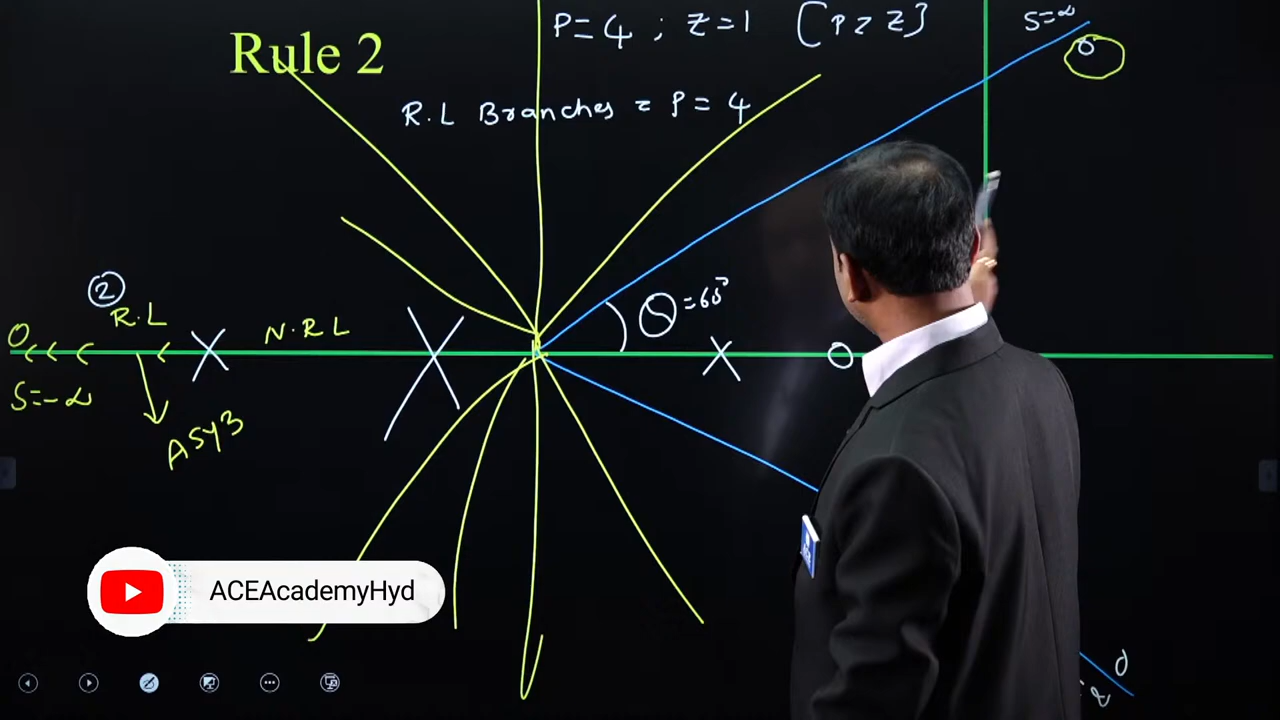 P = 4 ; Z = 1 [P > Z]
S = ∞
O
Rule 2
R.L Branches = P = 4
θ = 60°
②
R.L
N.R.L
O
S = -∞
ASY3
ACEAcademyHyd